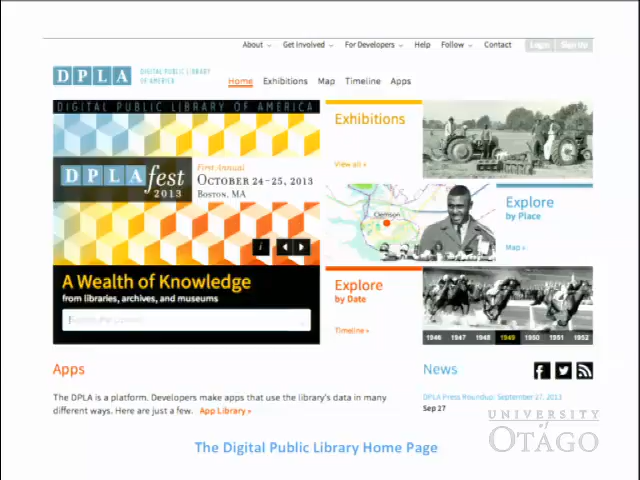 About
Get Involved
For Developers
Help
Follow
Contact
Login
Sign Up
DPLA
DIGITAL PUBLIC LIBRARY
OF AMERICA
Home
Exhibitions
Map
Timeline
Apps
DIGITAL PUBLIC LIBRARY OF AMERICA
DPLAfest
2013
First Annual
OCTOBER 24-25, 2013
BOSTON, MA
i
A Wealth of Knowledge
from libraries, archives, and museums
Exhibitions
View all »
Clemson
Explore
by Place
Map »
Explore
by Date
Timeline »
1946 1947 1948 1949 1950 1951 1952
Apps
The DPLA is a platform. Developers make apps that use the library's data in many
different ways. Here are just a few. App Library »
News
DPLA Press Roundup: September 27, 2013
Sep 27
UNIVERSITY
of
OTAGO
The Digital Public Library Home Page